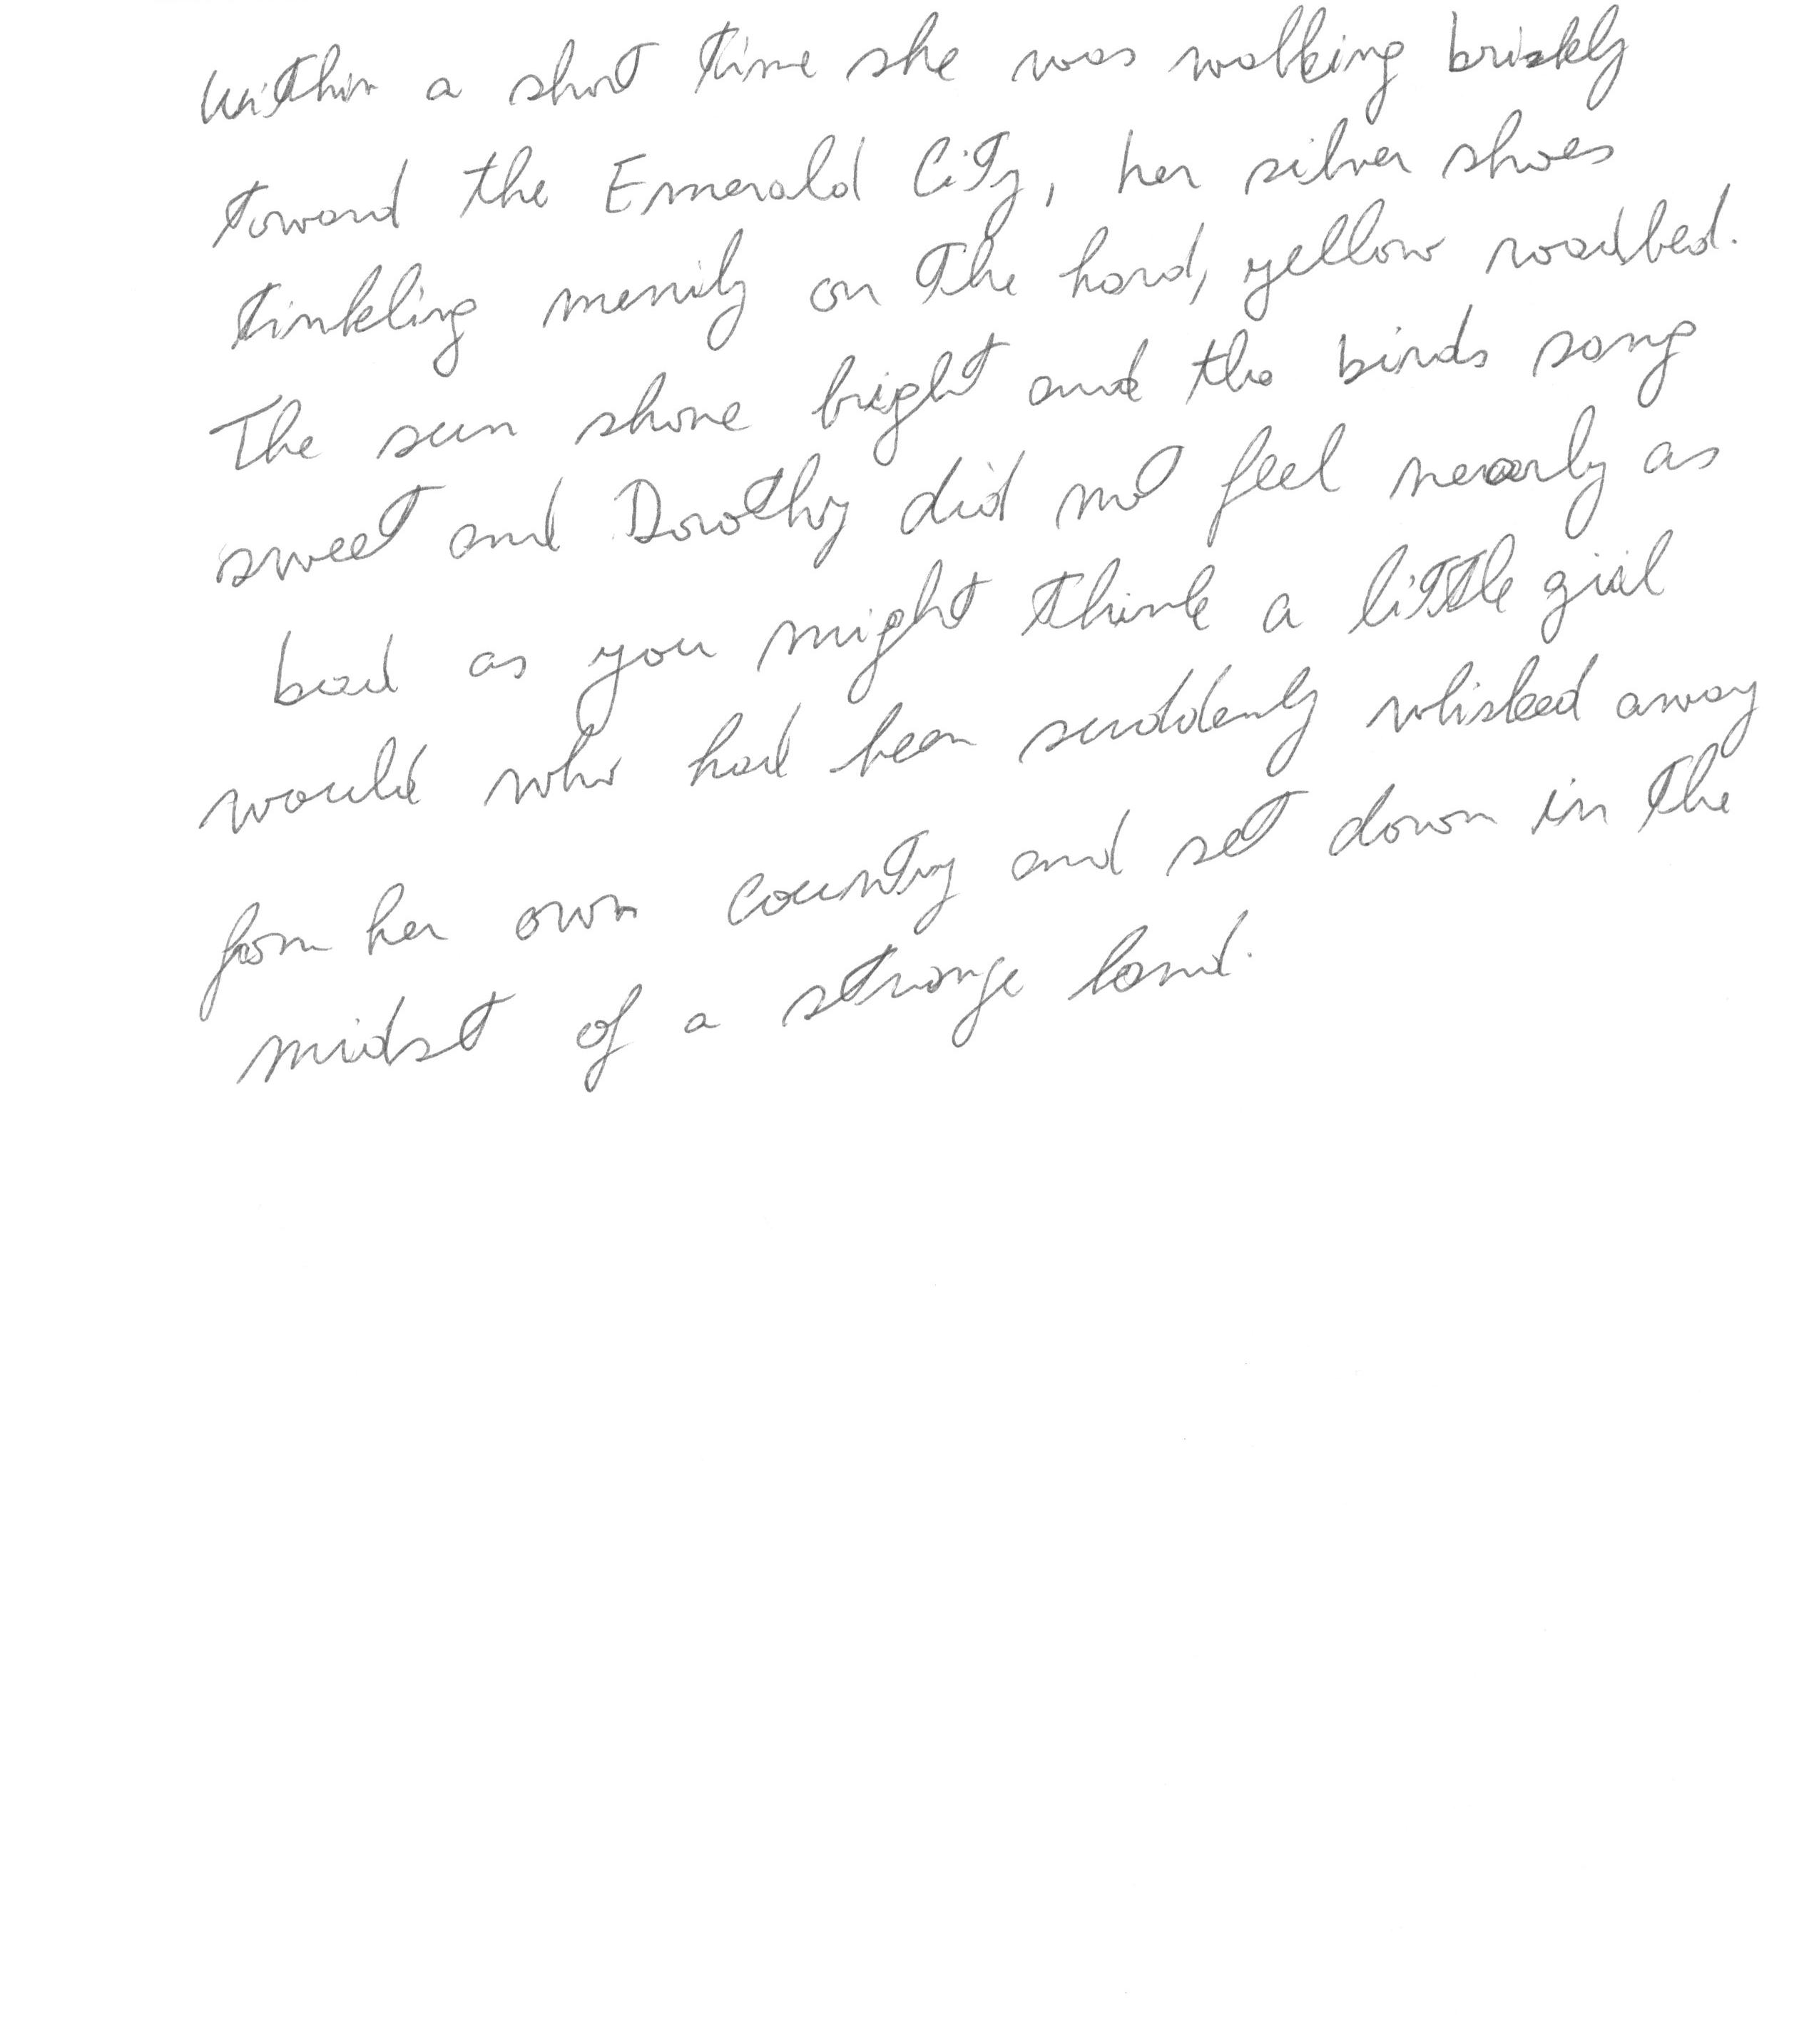 Within a short time she was walking briskly
toward the Emerald City, her silver shoes
tinkling merrily on the hard, yellow roadbed.
The sun shone bright and the birds sang
sweet and Dorothy did not feel nearly as
bad as you might think a little girl
would who had been suddenly whisked away
from her own country and set down in the
midst of a strange land.